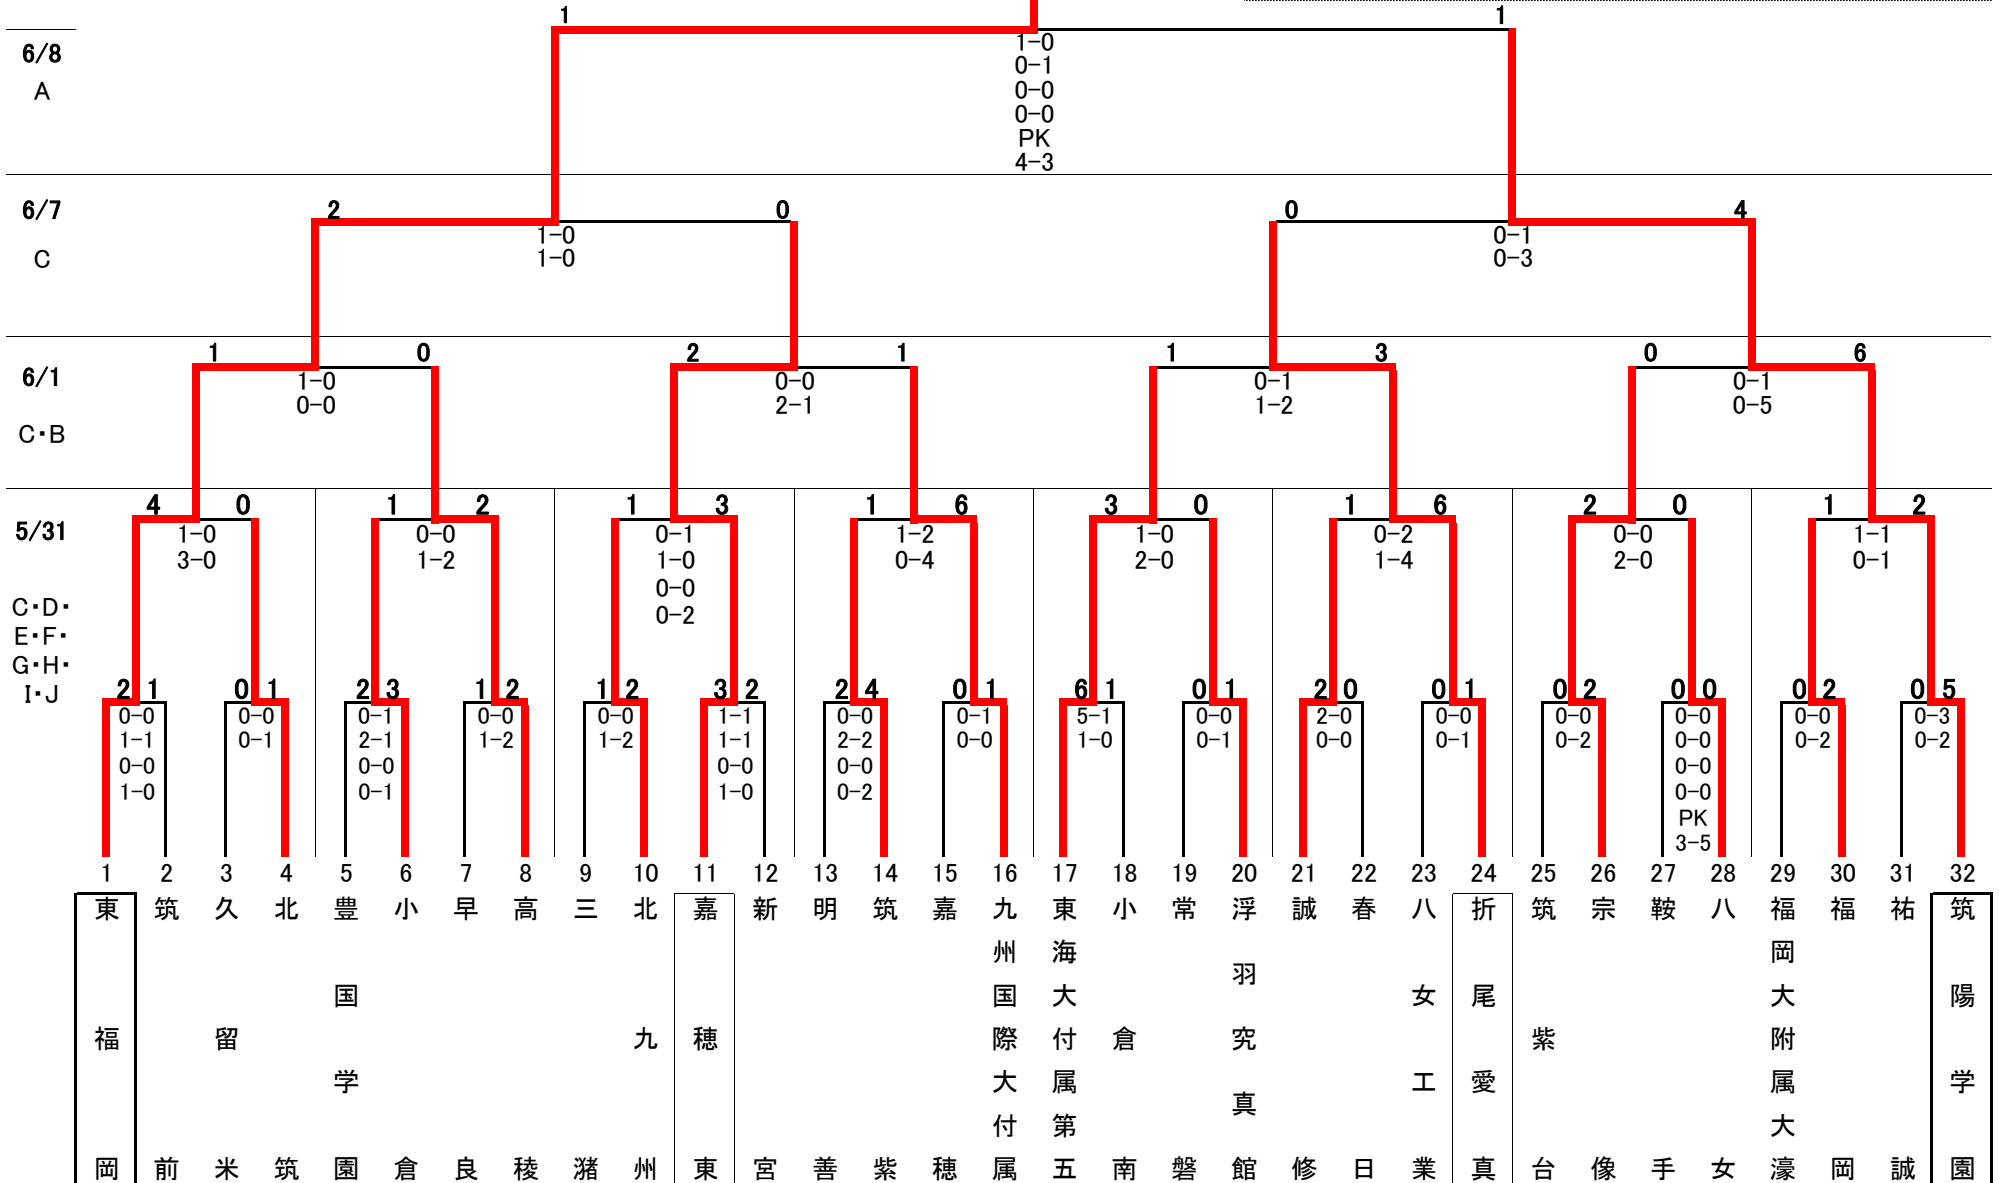 1 1
6/8
A
1-0
0-1
0-0
0-0
PK
4-3
6/7
C
2 0 0 4
1-0 0-1
1-0 0-3
6/1
C・B
1 0 2 1 1 3 0 6
1-0 0-0 0-1 0-1
0-0 2-1 1-2 0-5
5/31
4 0 1 2 1 3 1 6 3 0 1 6 2 0 1 2
1-0 0-0 0-1 1-2 1-0 0-2 0-0 1-1
3-0 1-2 1-0 0-4 2-0 1-4 2-0 0-1
0-0
0-2
C・D・
E・F・
G・H・
I・J
2 1 0 1 2 3 1 2 1 2 3 2 2 4 0 1 6 1 0 1 2 0 0 1 0 2 0 0 0 2 0 5
0-0 0-0 0-1 0-0 0-0 1-1 0-0 0-1 5-1 0-0 2-0 0-0 0-0 0-0 0-0 0-3
1-1 0-1 2-1 1-2 1-2 1-1 2-2 0-0 1-0 0-1 0-0 0-1 0-2 0-0 0-2 0-2
0-0 0-0 0-0 0-0 0-0
1-0 0-1 1-0 0-2 0-0
PK
3-5
1 2 3 4 5 6 7 8 9 10 11 12 13 14 15 16 17 18 19 20 21 22 23 24 25 26 27 28 29 30 31 32
東福岡
筑前
久留米
北筑
豊国学園
小倉
早良
高稜
三潴
北九州
嘉穂東
新宮
明善
筑紫
嘉穂
九州国際大付属
東海大付属第五
小倉南
常磐
浮羽究真館
誠修
春日
八女工業
折尾愛真
筑紫台
宗像
鞍手
八女
福岡大附属大濠
福岡
祐誠
筑陽学園